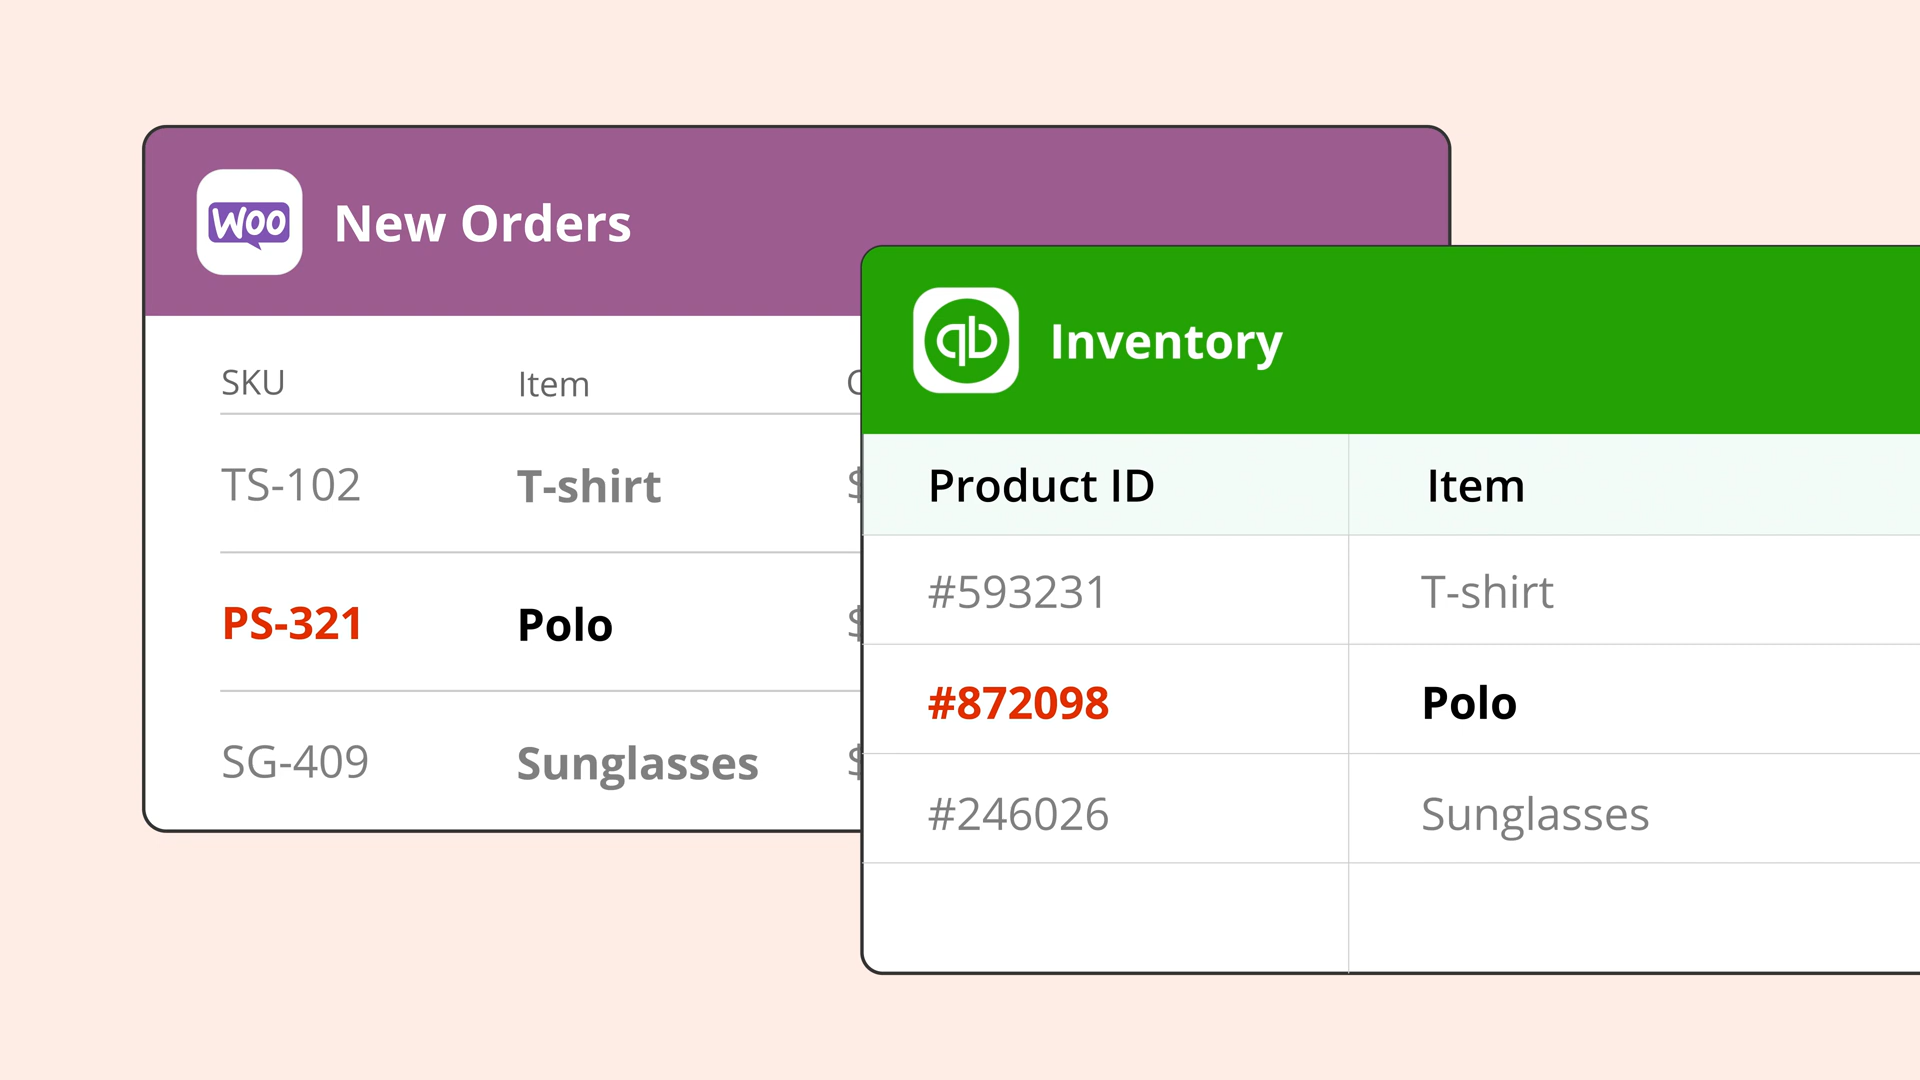 Woo New Orders
SKU Item
TS-102 T-shirt $
PS-321 Polo $
SG-409 Sunglasses $
qb Inventory
Product ID Item
#593231 T-shirt
#872098 Polo
#246026 Sunglasses